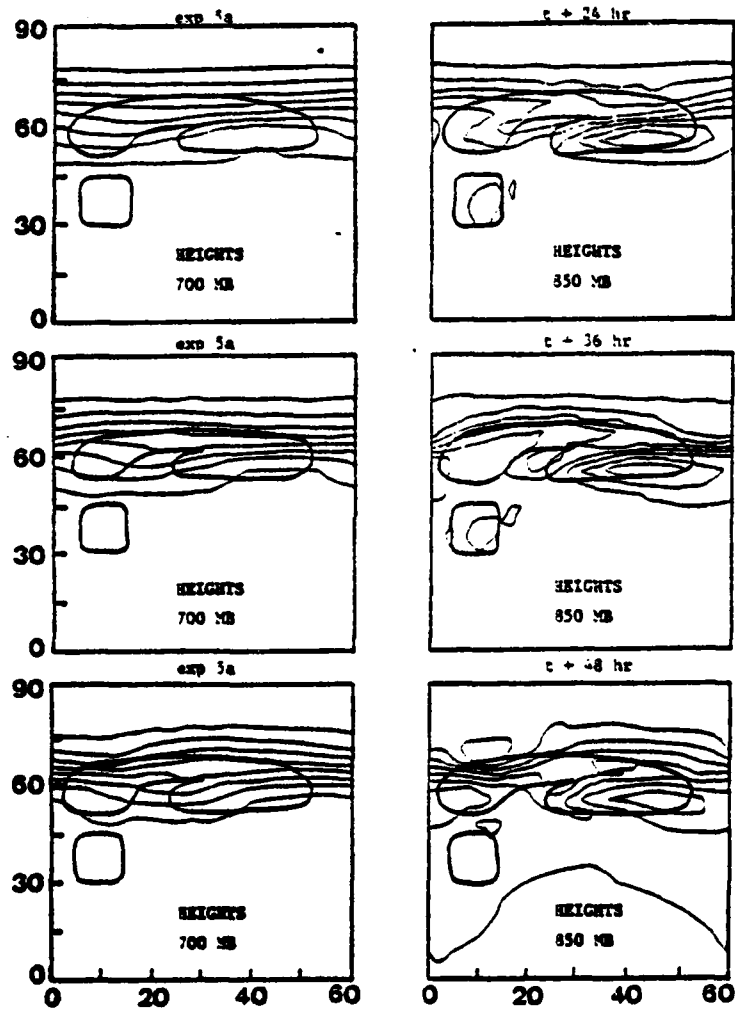 exp 5a t + 24 hr
90
60
30
0
HEIGHTS HEIGHTS
700 MB 850 MB
exp 5a t + 36 hr
90
60
30
0
HEIGHTS HEIGHTS
700 MB 850 MB
exp 5a t + 48 hr
90
60
30
0
HEIGHTS HEIGHTS
700 MB 850 MB
0 20 40 60 0 20 40 60